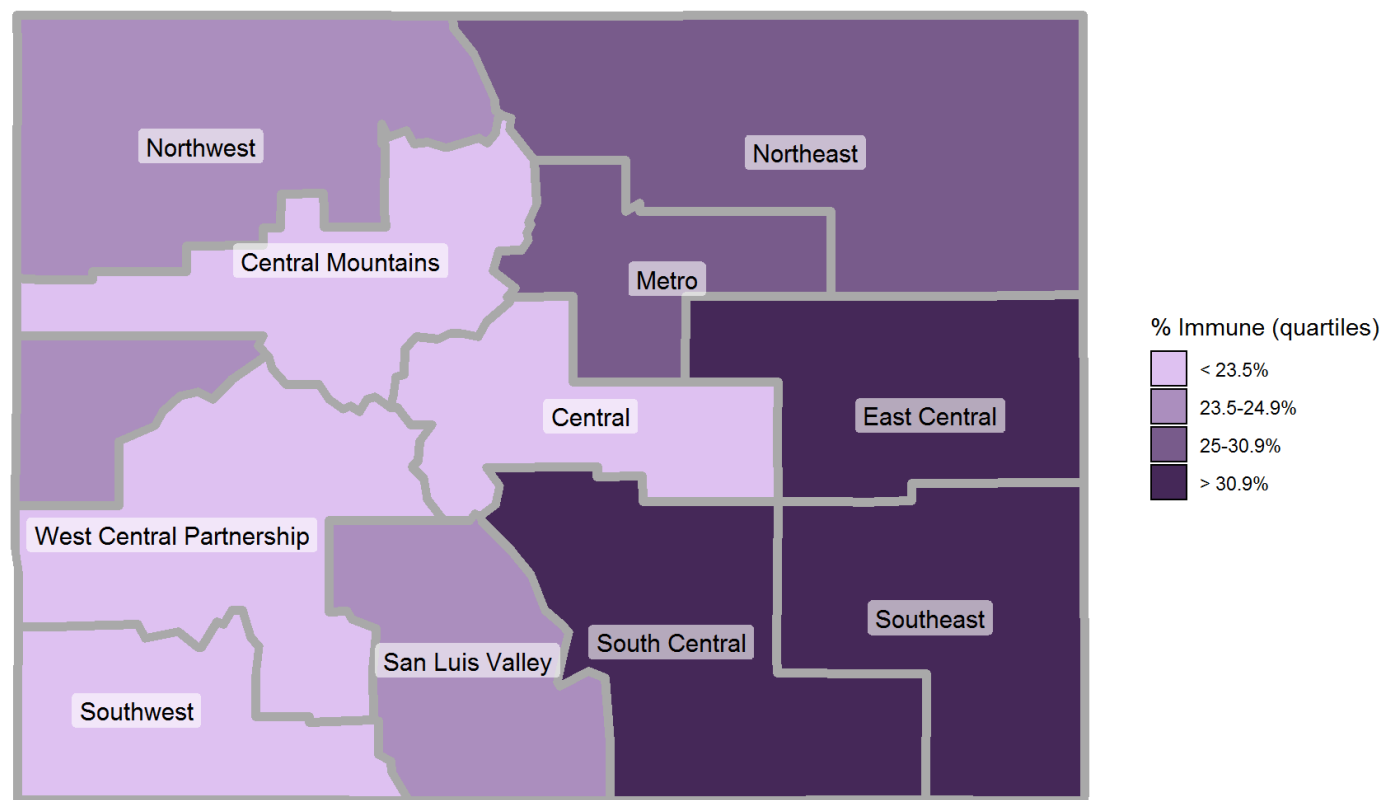 Northwest
Northeast
Central Mountains
Metro
Central
East Central
West Central Partnership
Southeast
South Central
San Luis Valley
Southwest
% Immune (quartiles)
< 23.5%
23.5-24.9%
25-30.9%
> 30.9%